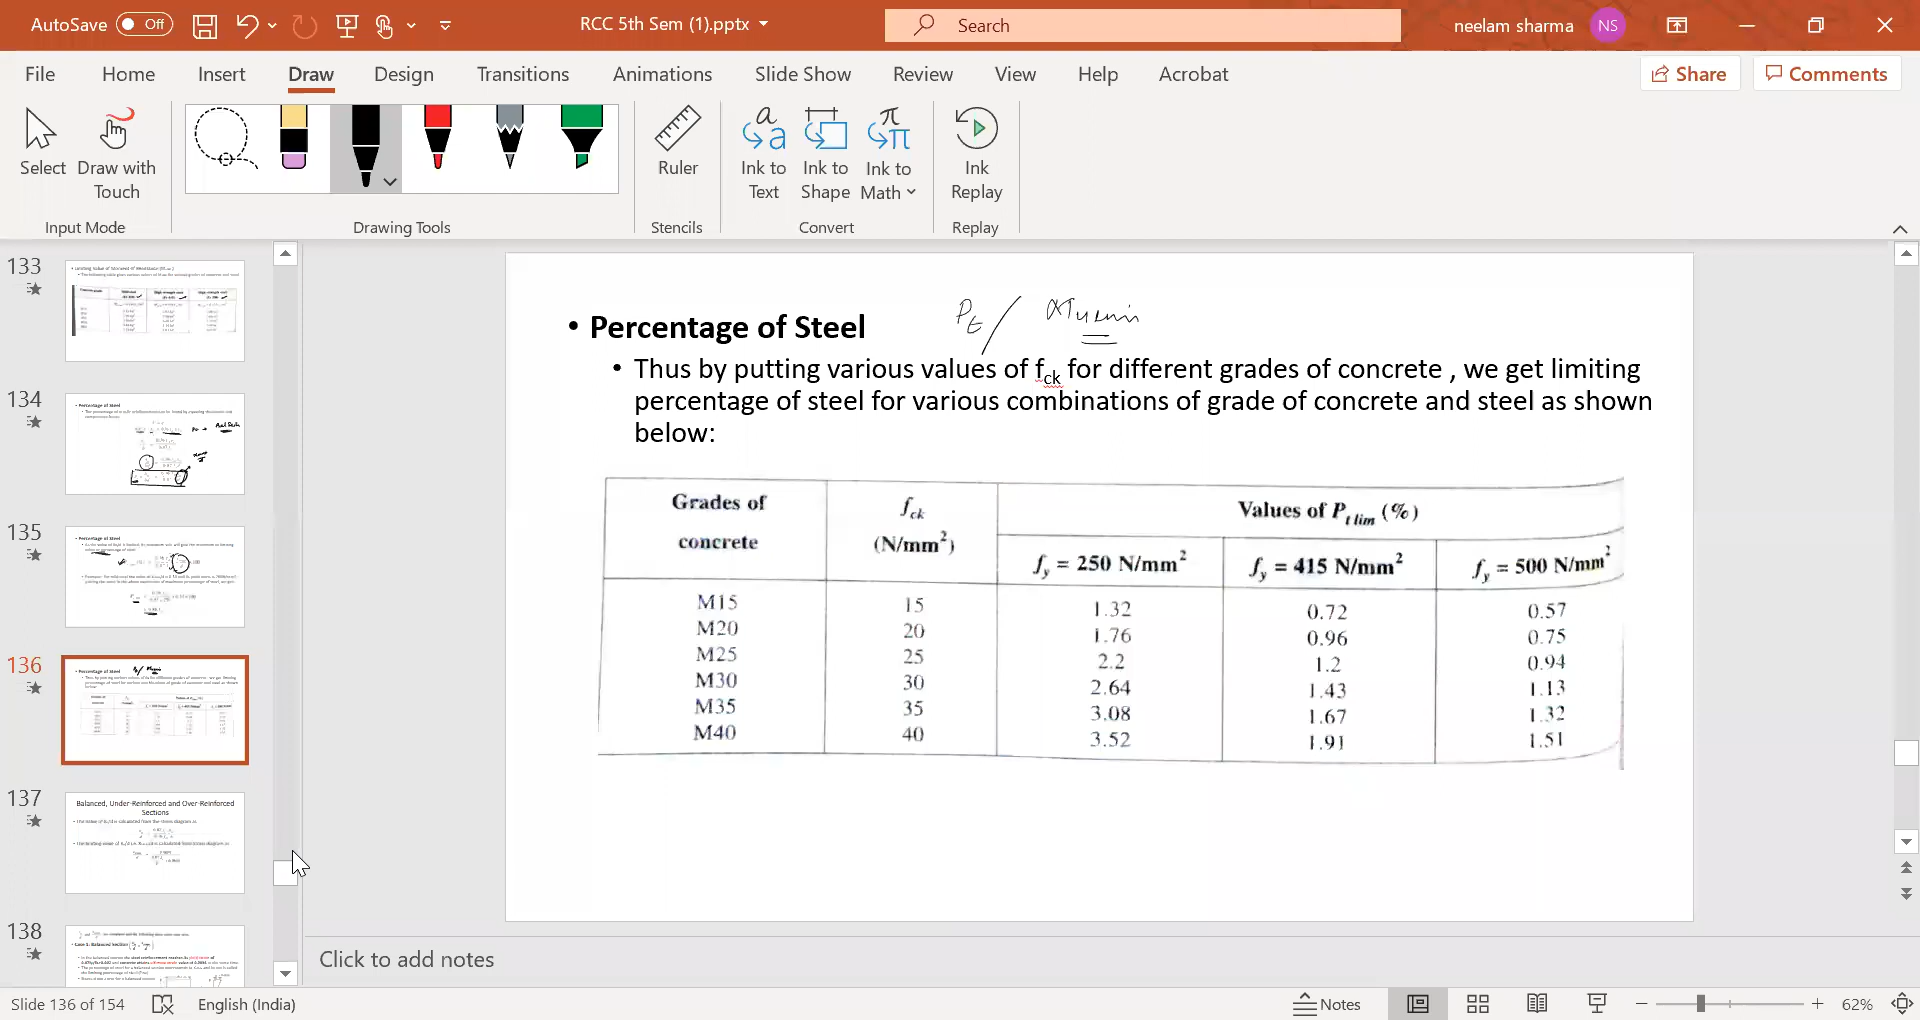 AutoSave Off
RCC 5th Sem (1).pptx
Search
neelam sharma NS
File Home Insert Draw Design Transitions Animations Slide Show Review View Help Acrobat
Share Comments
Select
Draw with Touch
Input Mode
Drawing Tools
Ruler
Stencils
Ink to Text
Ink to Shape
Ink to Math
Convert
Ink Replay
Replay
133
134
135
136
137
Balanced, Under-Reinforced and Over-Reinforced
Sections
138
• Percentage of Steel
Pt /
• Thus by putting various values of fck for different grades of concrete , we get limiting
percentage of steel for various combinations of grade of concrete and steel as shown
below:
Grades of concrete fck (N/mm²) Values of Pt lim (%)
fy = 250 N/mm² fy = 415 N/mm² fy = 500 N/mm²
M15 15 1.32 0.72 0.57
M20 20 1.76 0.96 0.75
M25 25 2.2 1.2 0.94
M30 30 2.64 1.43 1.13
M35 35 3.08 1.67 1.32
M40 40 3.52 1.91 1.51
Click to add notes
Slide 136 of 154 English (India) Notes 62%